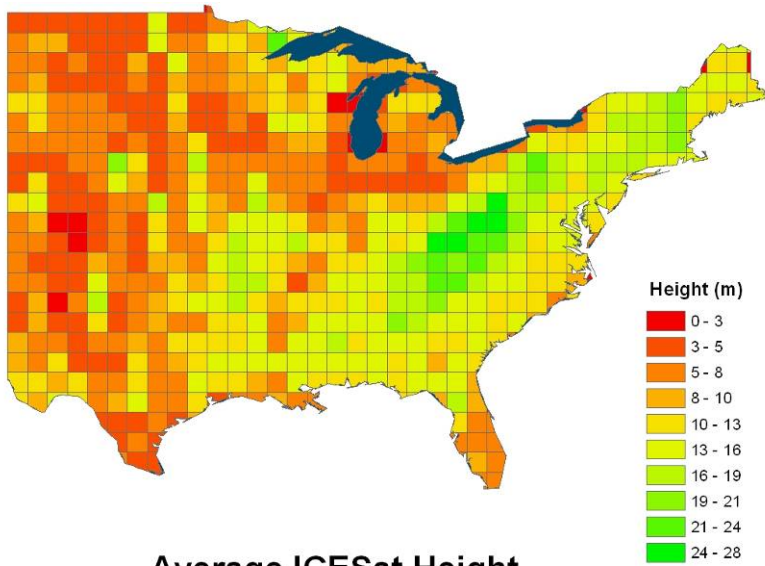 Height (m)
0 - 3
3 - 5
5 - 8
8 - 10
10 - 13
13 - 16
16 - 19
19 - 21
21 - 24
24 - 28
Average ICESat Height